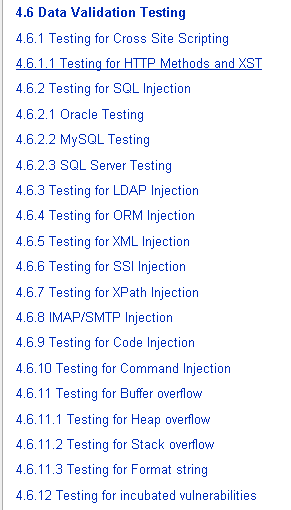 4.6 Data Validation Testing
4.6.1 Testing for Cross Site Scripting
4.6.1.1 Testing for HTTP Methods and XST
4.6.2 Testing for SQL Injection
4.6.2.1 Oracle Testing
4.6.2.2 MySQL Testing
4.6.2.3 SQL Server Testing
4.6.3 Testing for LDAP Injection
4.6.4 Testing for ORM Injection
4.6.5 Testing for XML Injection
4.6.6 Testing for SSI Injection
4.6.7 Testing for XPath Injection
4.6.8 IMAP/SMTP Injection
4.6.9 Testing for Code Injection
4.6.10 Testing for Command Injection
4.6.11 Testing for Buffer overflow
4.6.11.1 Testing for Heap overflow
4.6.11.2 Testing for Stack overflow
4.6.11.3 Testing for Format string
4.6.12 Testing for incubated vulnerabilities